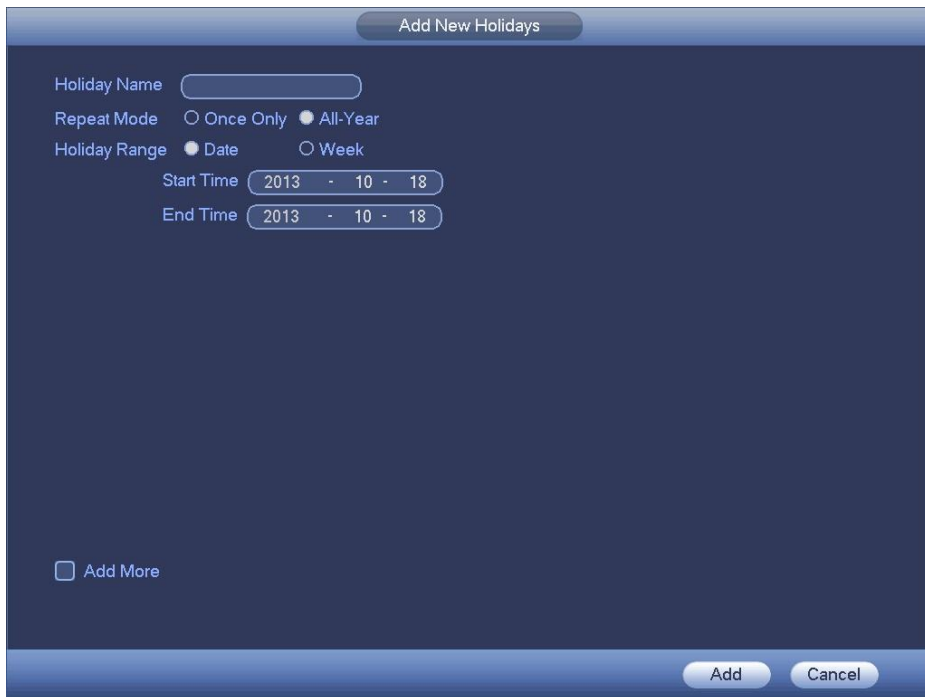 Add New Holidays
Holiday Name
Repeat Mode Once Only All-Year
Holiday Range Date Week
Start Time 2013 - 10 - 18
End Time 2013 - 10 - 18
Add More
Add Cancel